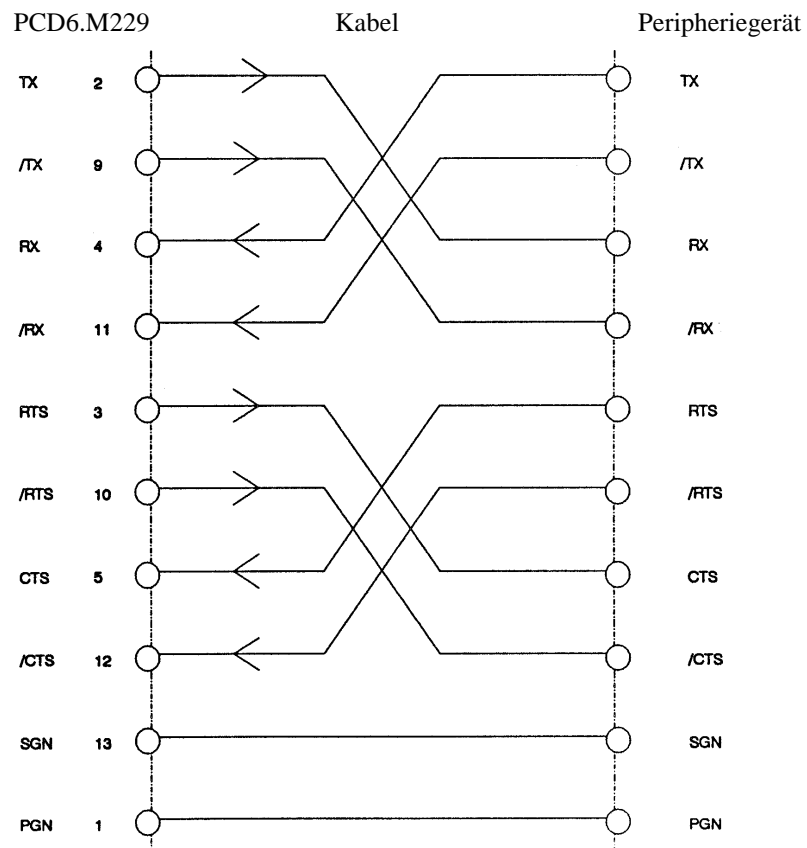 PCD6.M229 Kabel Peripheriegerät
TX 2 TX
/TX 9 /TX
RX 4 RX
/RX 11 /RX
RTS 3 RTS
/RTS 10 /RTS
CTS 5 CTS
/CTS 12 /CTS
SGN 13 SGN
PGN 1 PGN